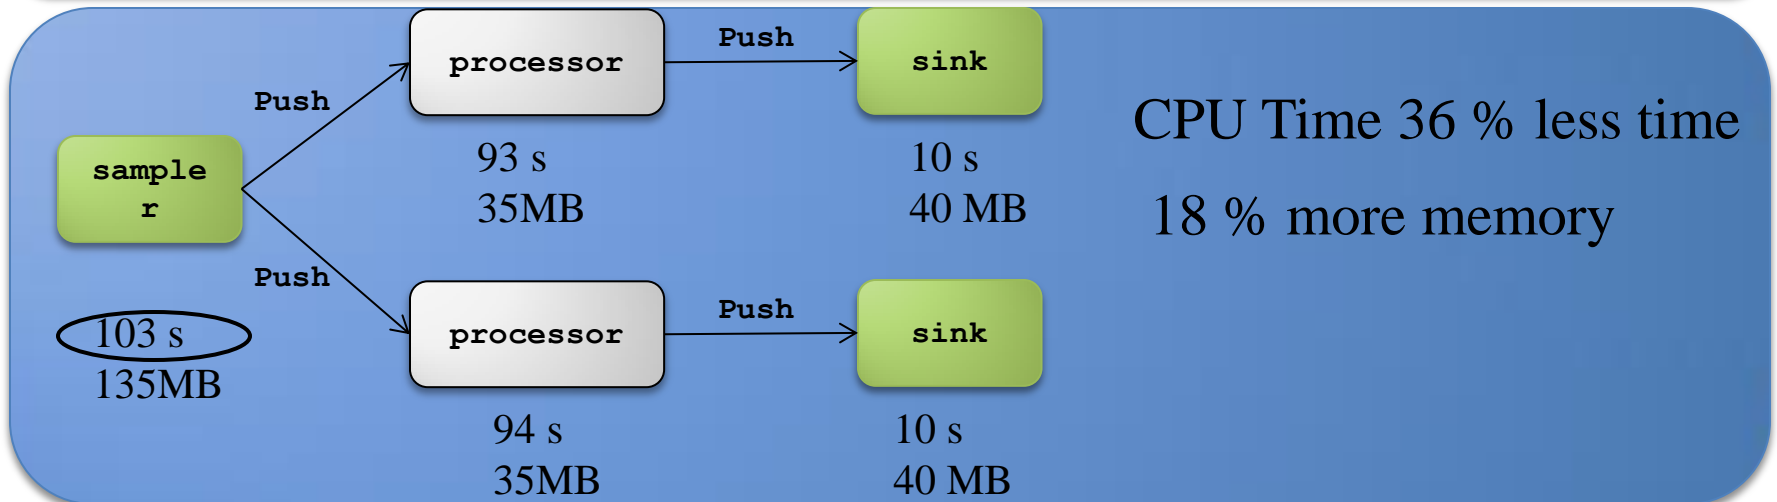 processor
Push
sink
Push
CPU Time 36 % less time
sample
r
93 s
35MB
10 s
40 MB
18 % more memory
Push
processor
Push
sink
103 s
135MB
94 s
35MB
10 s
40 MB